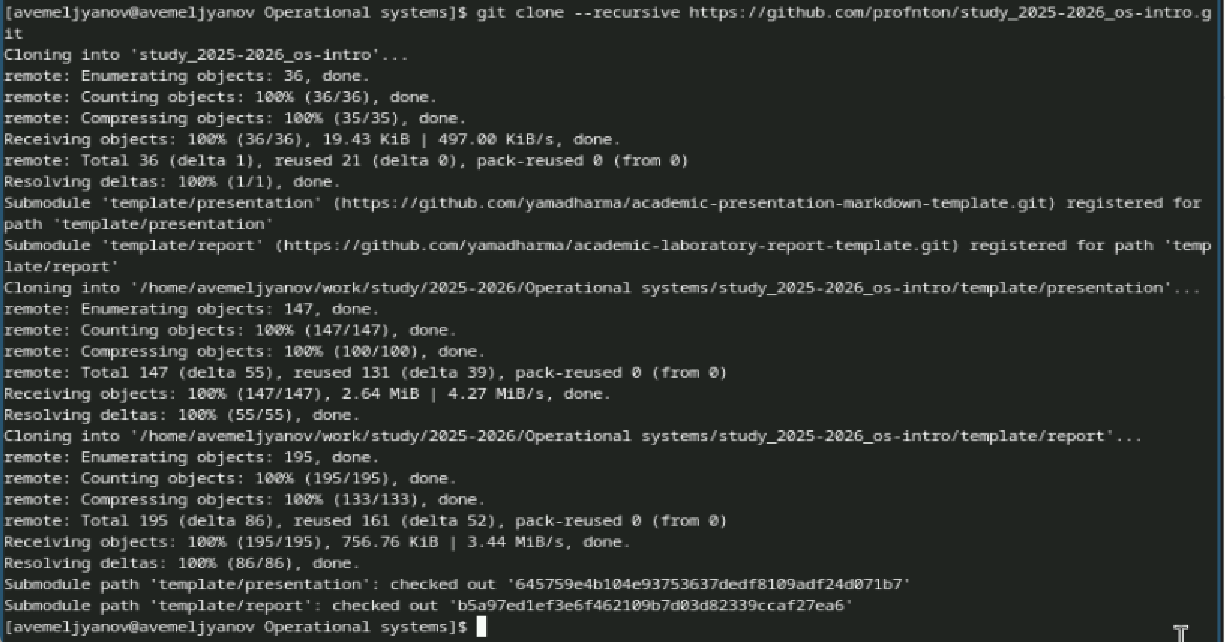 [avemeljyanov@avemeljyanov Operational systems]$ git clone --recursive https://github.com/profnton/study_2025-2026_os-intro.g
it
Cloning into 'study_2025-2026_os-intro'...
remote: Enumerating objects: 36, done.
remote: Counting objects: 100% (36/36), done.
remote: Compressing objects: 100% (35/35), done.
Receiving objects: 100% (36/36), 19.43 KiB | 497.00 KiB/s, done.
remote: Total 36 (delta 1), reused 21 (delta 0), pack-reused 0 (from 0)
Resolving deltas: 100% (1/1), done.
Submodule 'template/presentation' (https://github.com/yamadharma/academic-presentation-markdown-template.git) registered for
path 'template/presentation'
Submodule 'template/report' (https://github.com/yamadharma/academic-laboratory-report-template.git) registered for path 'temp
late/report'
Cloning into '/home/avemeljyanov/work/study/2025-2026/Operational systems/study_2025-2026_os-intro/template/presentation'...
remote: Enumerating objects: 147, done.
remote: Counting objects: 100% (147/147), done.
remote: Compressing objects: 100% (100/100), done.
remote: Total 147 (delta 55), reused 131 (delta 39), pack-reused 0 (from 0)
Receiving objects: 100% (147/147), 2.64 MiB | 4.27 MiB/s, done.
Resolving deltas: 100% (55/55), done.
Cloning into '/home/avemeljyanov/work/study/2025-2026/Operational systems/study_2025-2026_os-intro/template/report'...
remote: Enumerating objects: 195, done.
remote: Counting objects: 100% (195/195), done.
remote: Compressing objects: 100% (133/133), done.
remote: Total 195 (delta 86), reused 161 (delta 52), pack-reused 0 (from 0)
Receiving objects: 100% (195/195), 756.76 KiB | 3.44 MiB/s, done.
Resolving deltas: 100% (86/86), done.
Submodule path 'template/presentation': checked out '645759e4b104e93753637dedf8109adf24d071b7'
Submodule path 'template/report': checked out 'b5a97ed1ef3e6f462109b7d03d82339ccaf27ea6'
[avemeljyanov@avemeljyanov Operational systems]$